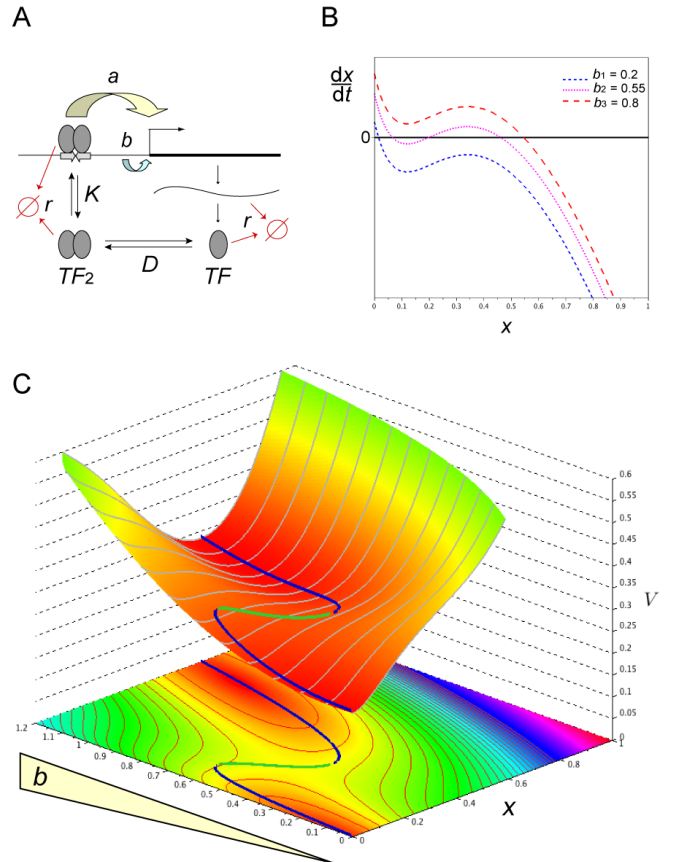 A
a
b
K
r
r
D
TF2
TF
B
dx
dt
0
b1 = 0.2
b2 = 0.55
b3 = 0.8
0 0.1 0.2 0.3 0.4 0.5 0.6 0.7 0.8 0.9 1
x
C
0.6
0.55
0.5
0.45
0.4
0.35
0.3
0.25
0.2
0.15
0.1
0.05
0
V
1.2 1.1 1 0.9 0.8 0.7 0.6 0.5 0.4 0.3 0.2 0.1 0
0 0.2 0.4 0.6 0.8 1
b
x